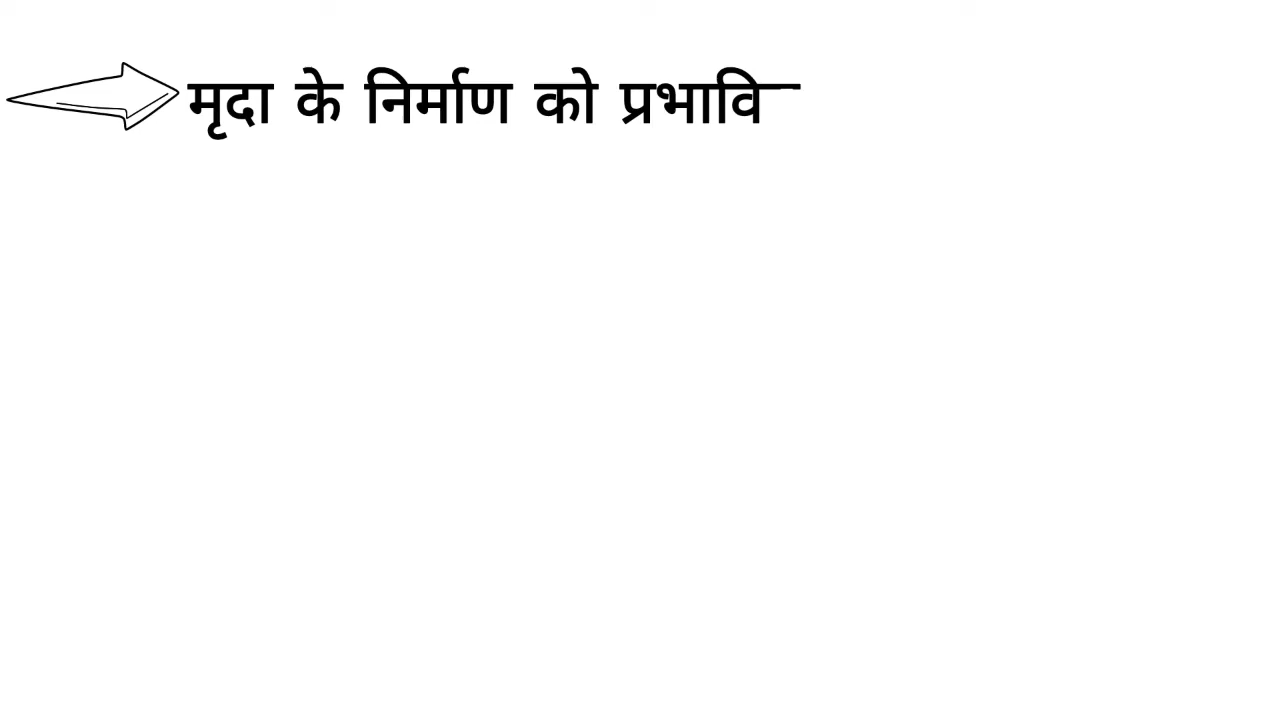 मृदा के निर्माण को प्रभावि